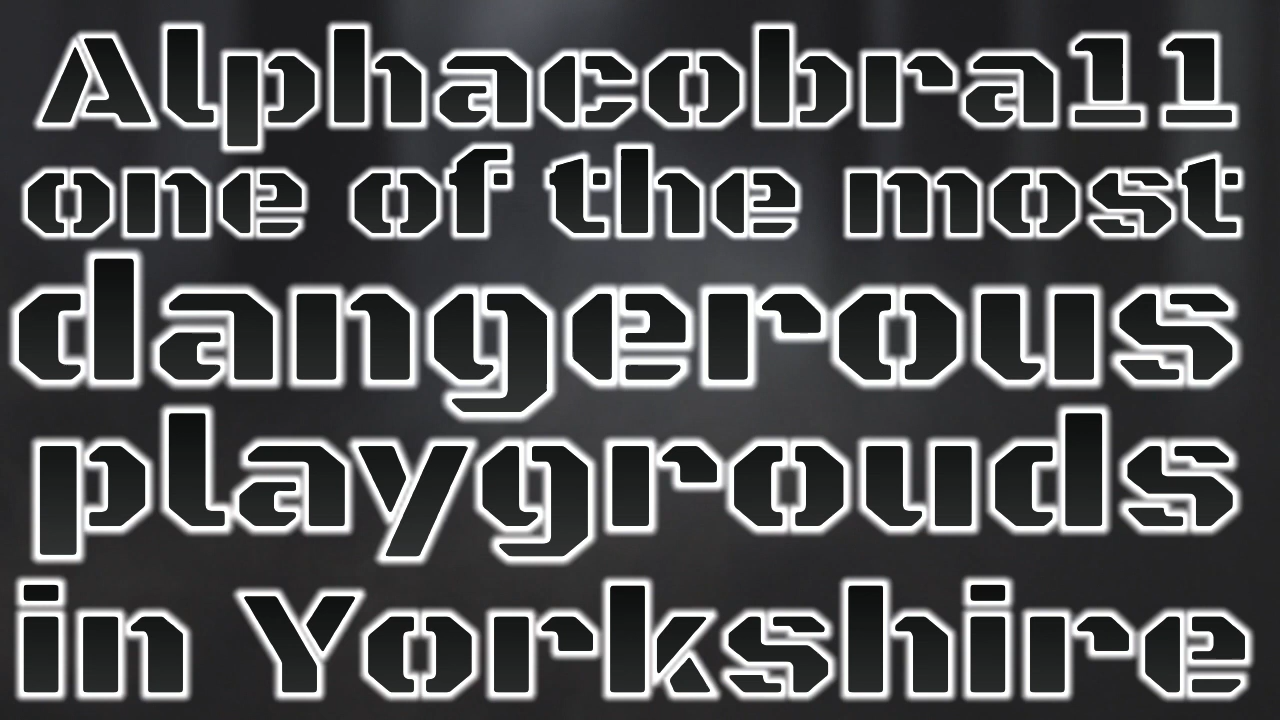 Alphacobra11
one of the most
dangerous
playgrouds
in Yorkshire